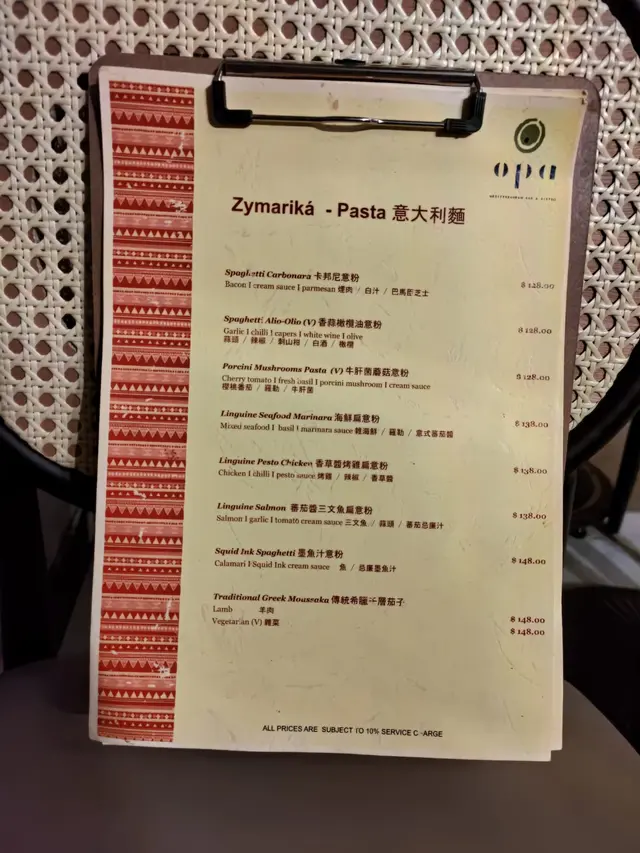 opa
MEDITERRANEAN BAR & BISTRO
Zymariká - Pasta 意大利麵
Spaghetti Carbonara 卡邦尼意粉
Bacon I cream sauce I parmesan 煙肉 / 白汁 / 巴馬臣芝士 $ 128.00
Spaghetti Alio-Olio (V) 香蒜橄欖油意粉 $ 128.00
Garlic I chilli I capers I white wine I olive
蒜頭 / 辣椒 / 刺山柑 / 白酒 / 橄欖
Porcini Mushrooms Pasta (V) 牛肝菌蘑菇意粉 $ 128.00
Cherry tomato I fresh basil I porcini mushroom I cream sauce
櫻桃番茄 / 羅勒 / 牛肝菌
Linguine Seafood Marinara 海鮮扁意粉
Mixed seafood I basil I marinara sauce 雜海鮮 / 羅勒 / 意式番茄醬 $ 138.00
Linguine Pesto Chicken 香草醬烤雞扁意粉
Chicken I chilli I pesto sauce 烤雞 / 辣椒 / 香草醬 $ 138.00
Linguine Salmon 番茄醬三文魚扁意粉
Salmon I garlic I tomato cream sauce 三文魚 / 蒜頭 / 番茄忌廉汁 $ 138.00
Squid Ink Spaghetti 墨魚汁意粉
Calamari I Squid Ink cream sauce 魚 / 忌廉墨魚汁 $ 148.00
Traditional Greek Moussaka 傳統希臘千層茄子
Lamb 羊肉 $ 148.00
Vegetarian (V) 雜菜 $ 148.00
ALL PRICES ARE SUBJECT TO 10% SERVICE CHARGE